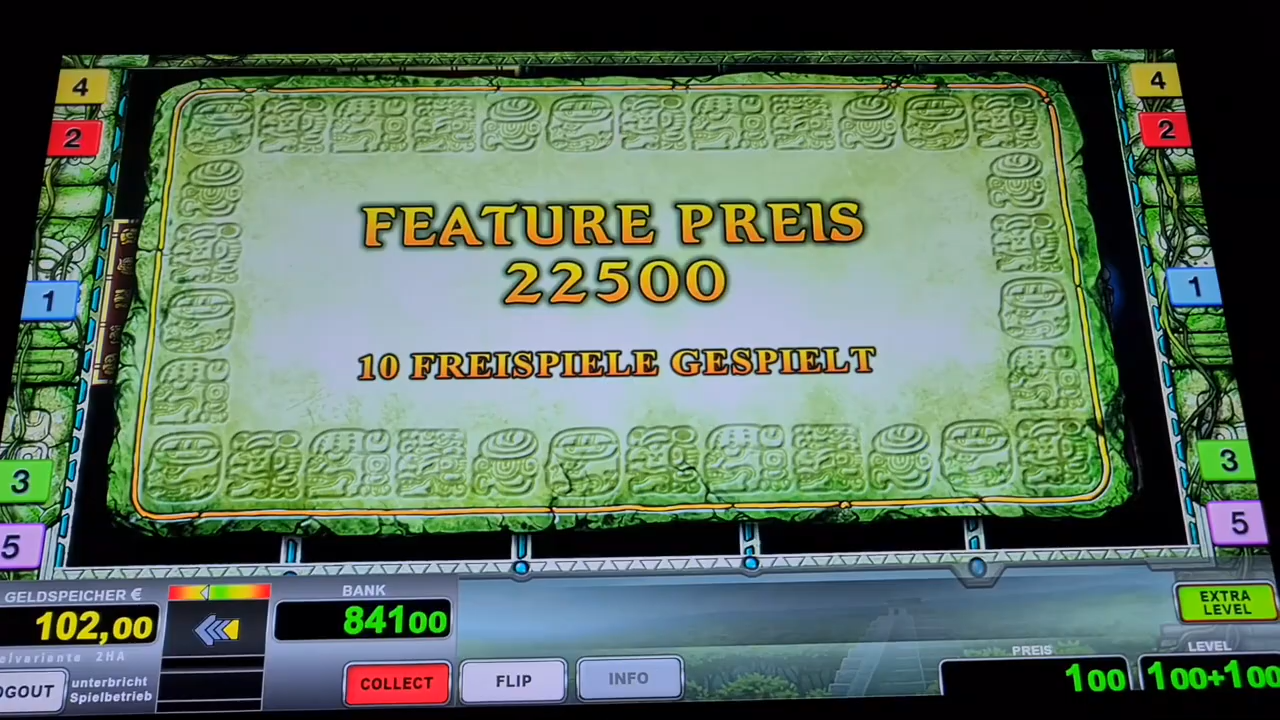 4
4
2
2
FEATURE PREIS
22500
1
1
10 FREISPIELE GESPIELT
3
3
5
5
GELDSPEICHER €
102,00
BANK
84100
EXTRA
LEVEL
2HA
unterbricht
Spielbetrieb
COLLECT
FLIP
INFO
PREIS
100
LEVEL
100+100